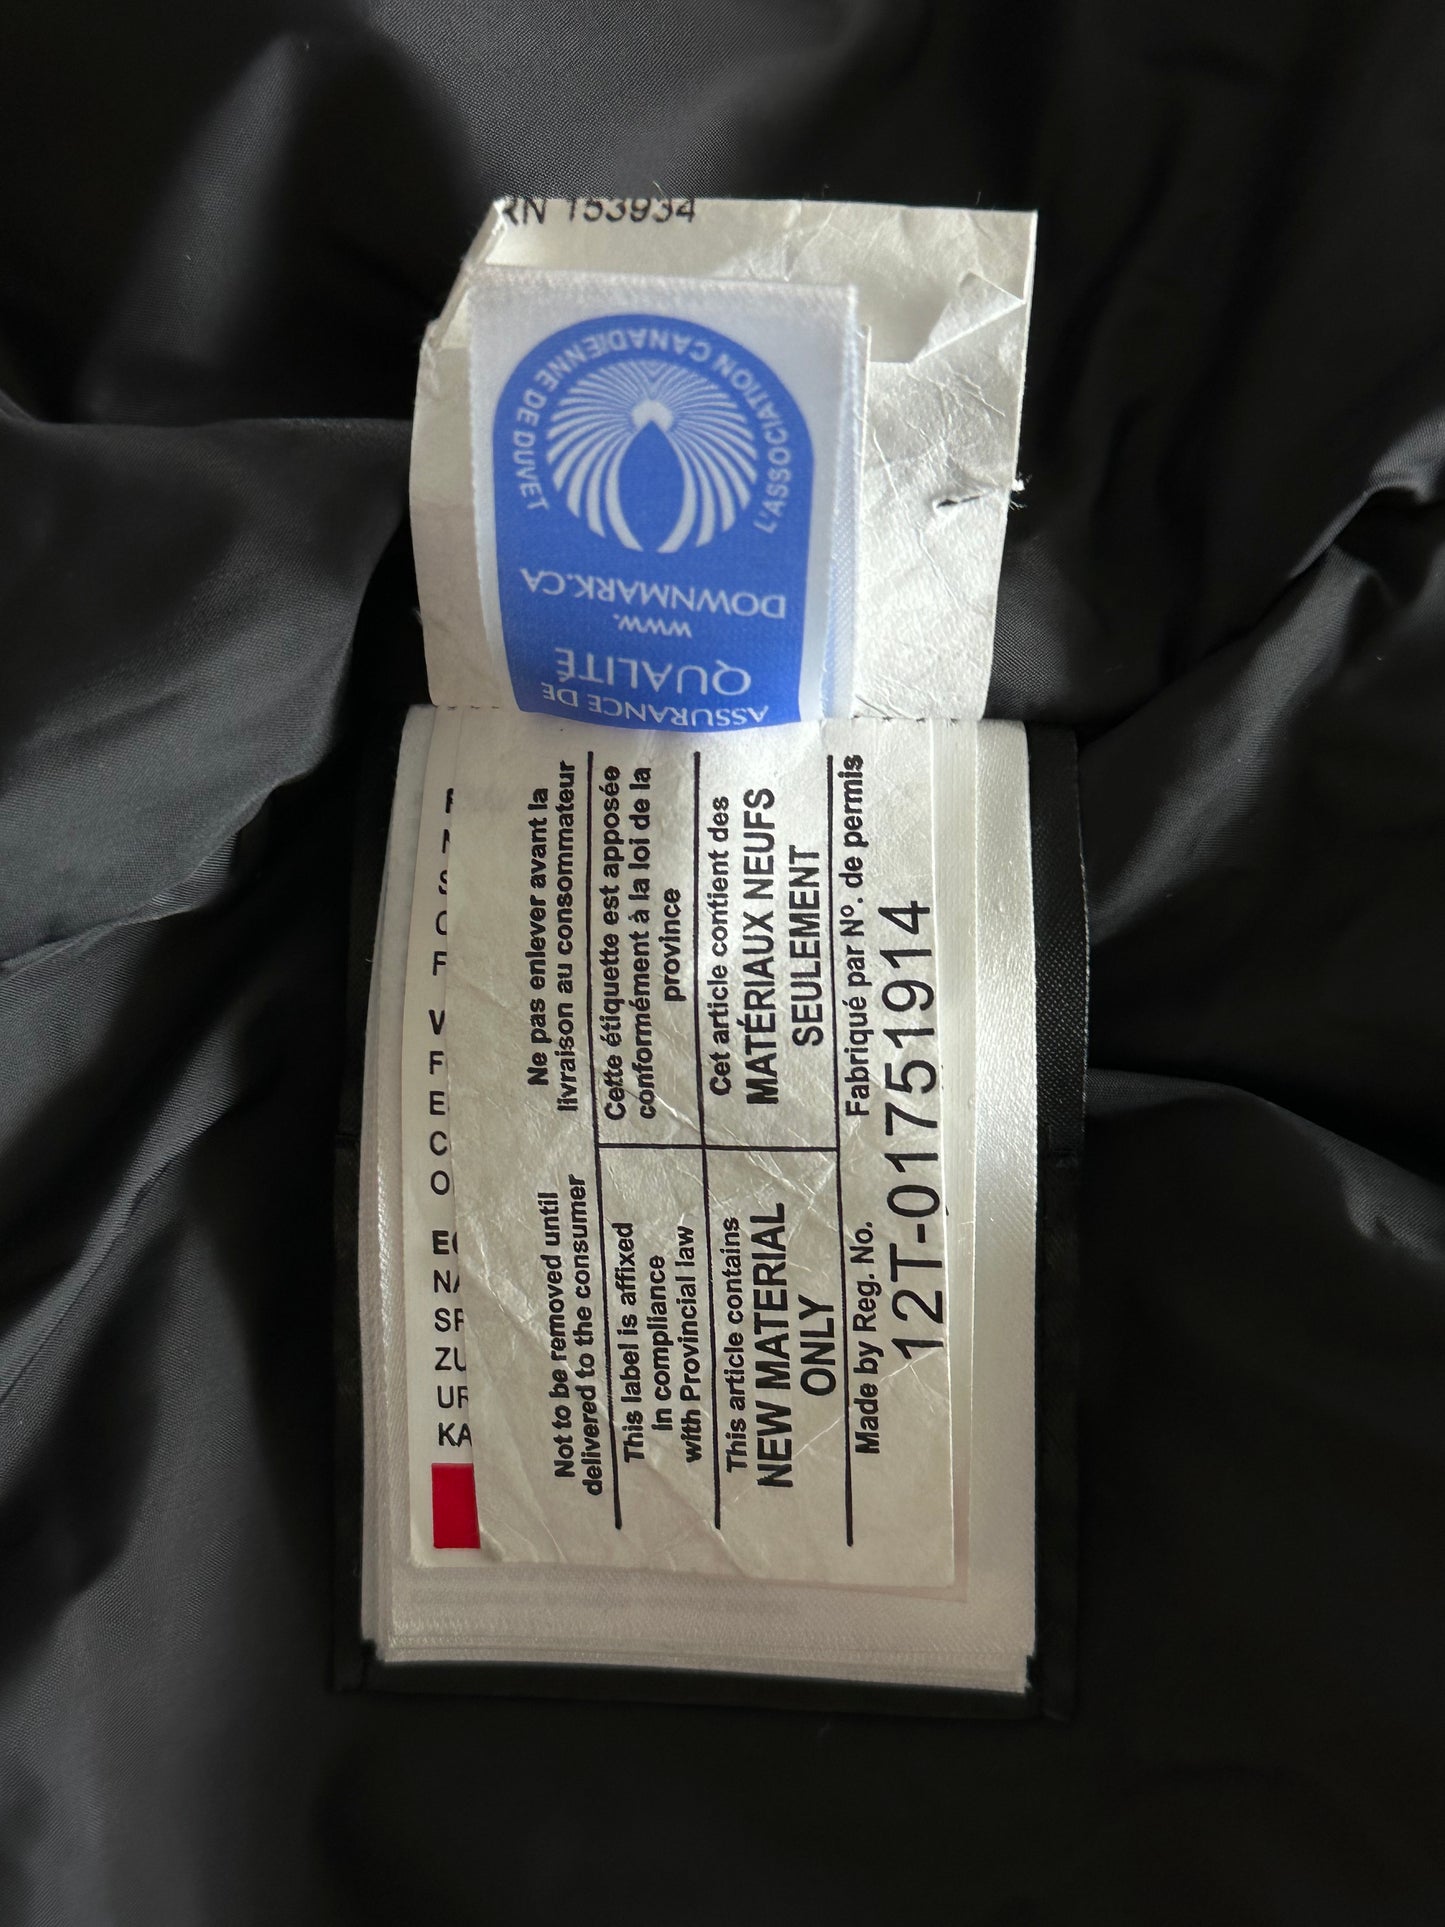 RN 153934
L'ASSOCIATION CANADIENNE DE DUVET
WWW.
DOWNMARK.CA
ASSURANCE DE
QUALITÉ
Not to be removed until
delivered to the consumer
Ne pas enlever avant la
livraison au consommateur
This label is affixed
In compliance
with Provincial law
Cette étiquette est apposée
conformément à la loi de la
province
This article contains
NEW MATERIAL
ONLY
Cet article contient des
MATÉRIAUX NEUFS
SEULEMENT
Made by Reg. No.
Fabriqué par Nº. de permis
12T-01751914